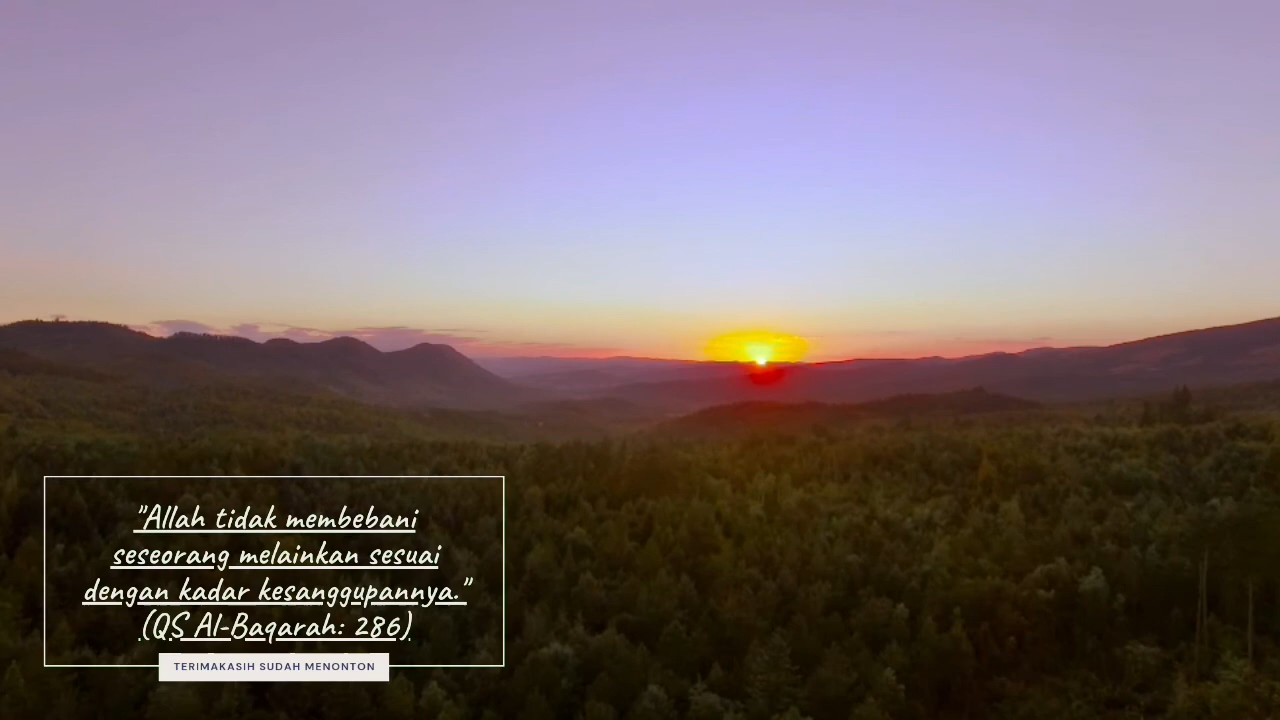 "Allah tidak membebani
seseorang melainkan sesuai
dengan kadar kesanggupannya."
(QS Al-Baqarah: 286)
TERIMAKASIH SUDAH MENONTON